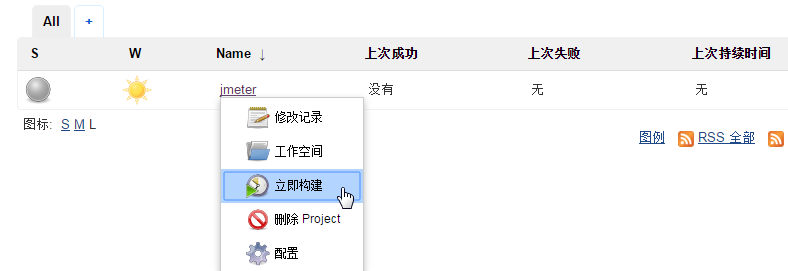 All +
S W Name ↓ 上次成功 上次失败 上次持续时间
jmeter 没有 无 无
图标: S M L
修改记录
图例 RSS 全部
工作空间
立即构建
删除 Project
配置